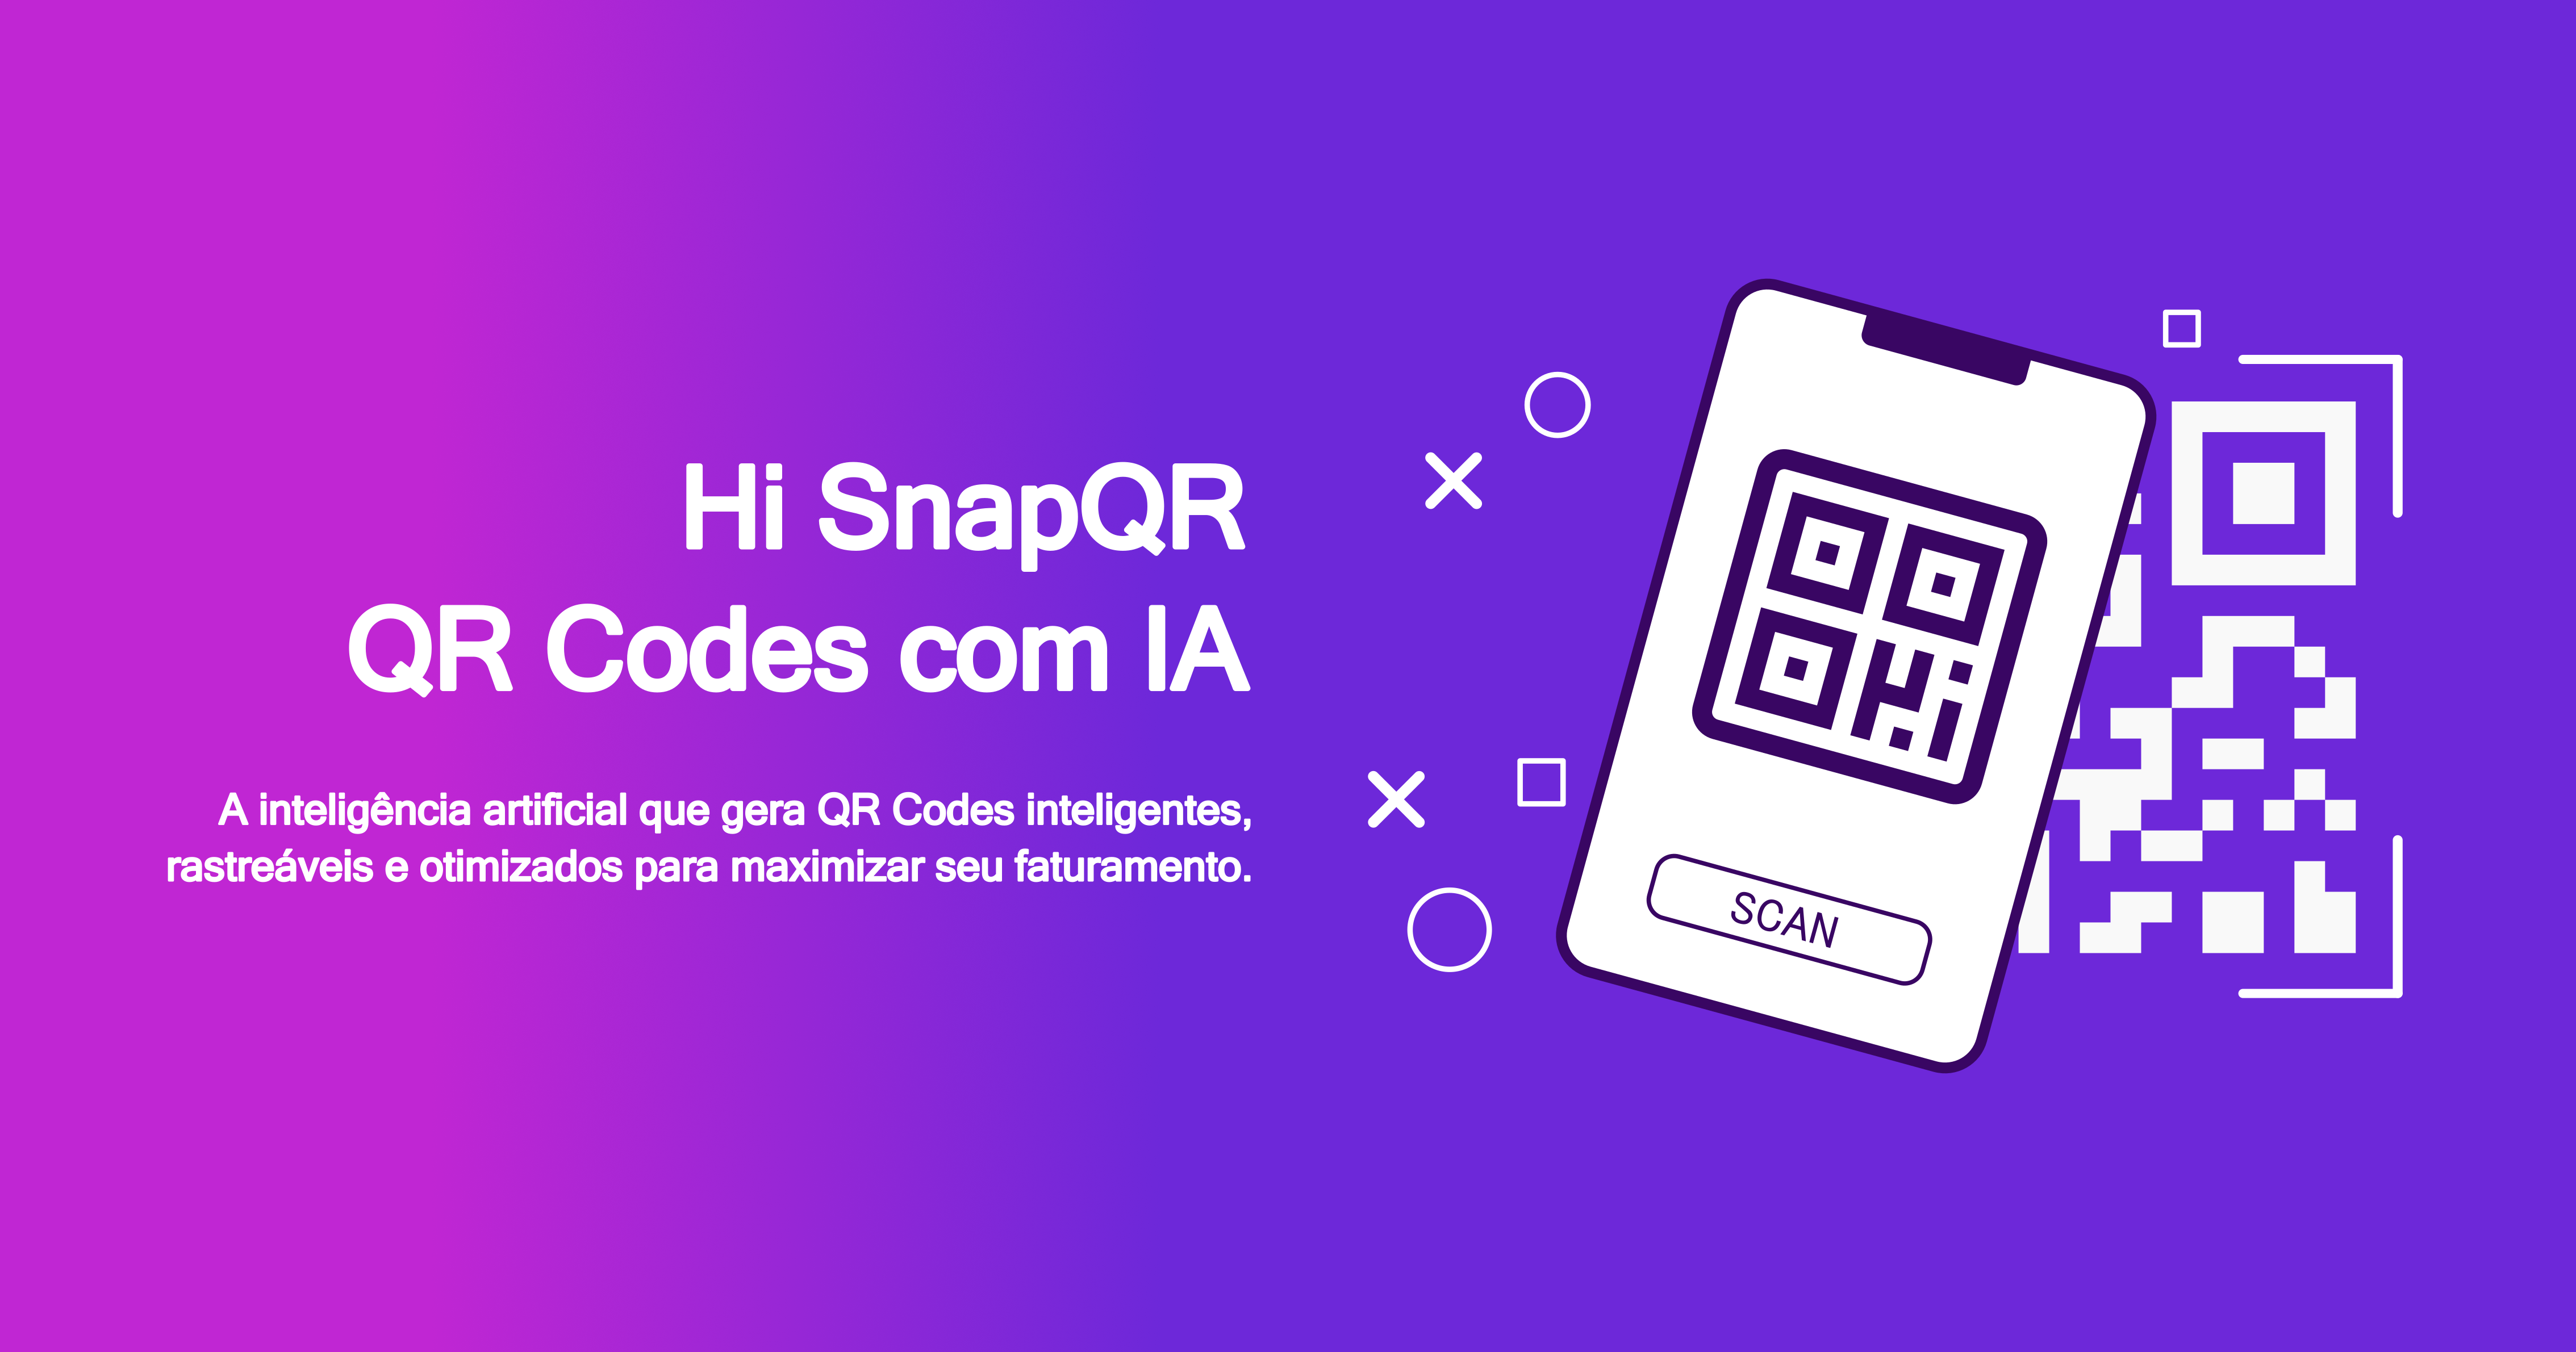 Hi SnapQR
QR Codes com IA
A inteligência artificial que gera QR Codes inteligentes,
rastreáveis e otimizados para maximizar seu faturamento.
SCAN